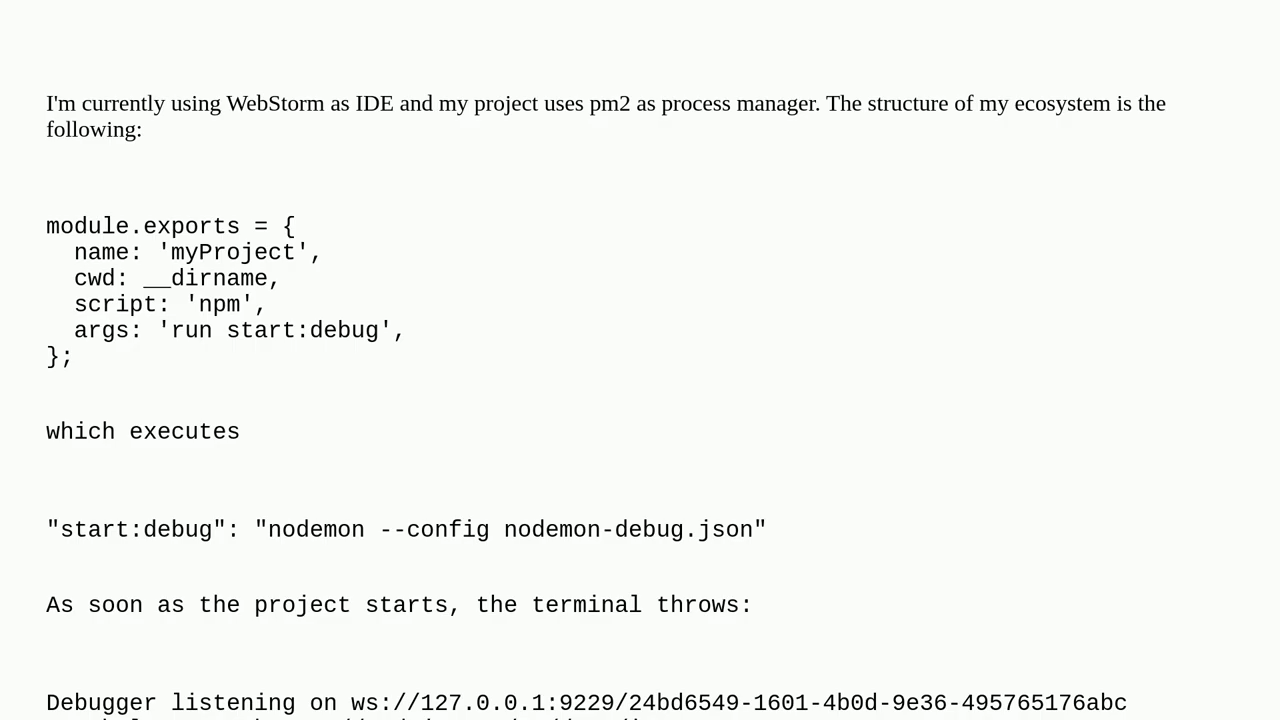 I'm currently using WebStorm as IDE and my project uses pm2 as process manager. The structure of my ecosystem is the
following:
module.exports = {
  name: 'myProject',
  cwd: __dirname,
  script: 'npm',
  args: 'run start:debug',
};
which executes
"start:debug": "nodemon --config nodemon-debug.json"
As soon as the project starts, the terminal throws:
Debugger listening on ws://127.0.0.1:9229/24bd6549-1601-4b0d-9e36-495765176abc